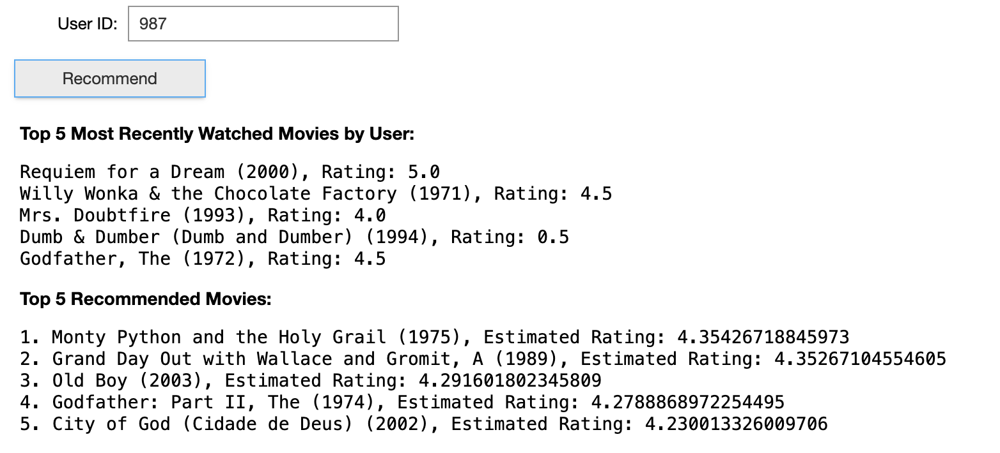 User ID: 987
Recommend
Top 5 Most Recently Watched Movies by User:
Requiem for a Dream (2000), Rating: 5.0
Willy Wonka & the Chocolate Factory (1971), Rating: 4.5
Mrs. Doubtfire (1993), Rating: 4.0
Dumb & Dumber (Dumb and Dumber) (1994), Rating: 0.5
Godfather, The (1972), Rating: 4.5
Top 5 Recommended Movies:
1. Monty Python and the Holy Grail (1975), Estimated Rating: 4.35426718845973
2. Grand Day Out with Wallace and Gromit, A (1989), Estimated Rating: 4.35267104554605
3. Old Boy (2003), Estimated Rating: 4.291601802345809
4. Godfather: Part II, The (1974), Estimated Rating: 4.2788868972254495
5. City of God (Cidade de Deus) (2002), Estimated Rating: 4.230013326009706